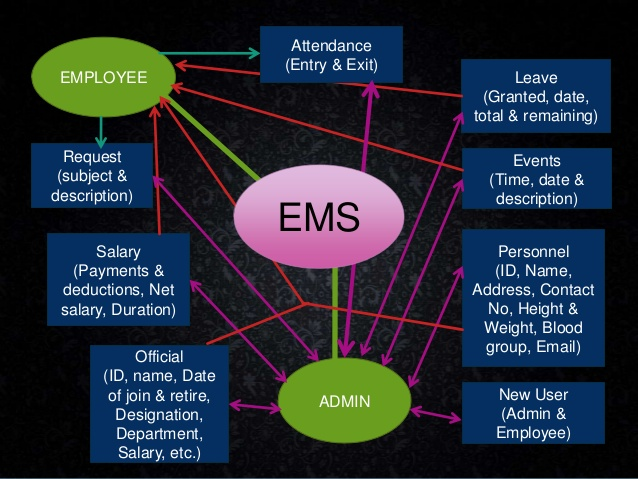 Attendance
(Entry & Exit)
EMPLOYEE
Leave
(Granted, date,
total & remaining)
Request
(subject &
description)
Events
(Time, date &
description)
EMS
Salary
(Payments &
deductions, Net
salary, Duration)
Personnel
(ID, Name,
Address, Contact
No, Height &
Weight, Blood
group, Email)
Official
(ID, name, Date
of join & retire,
Designation,
Department,
Salary, etc.)
ADMIN
New User
(Admin &
Employee)